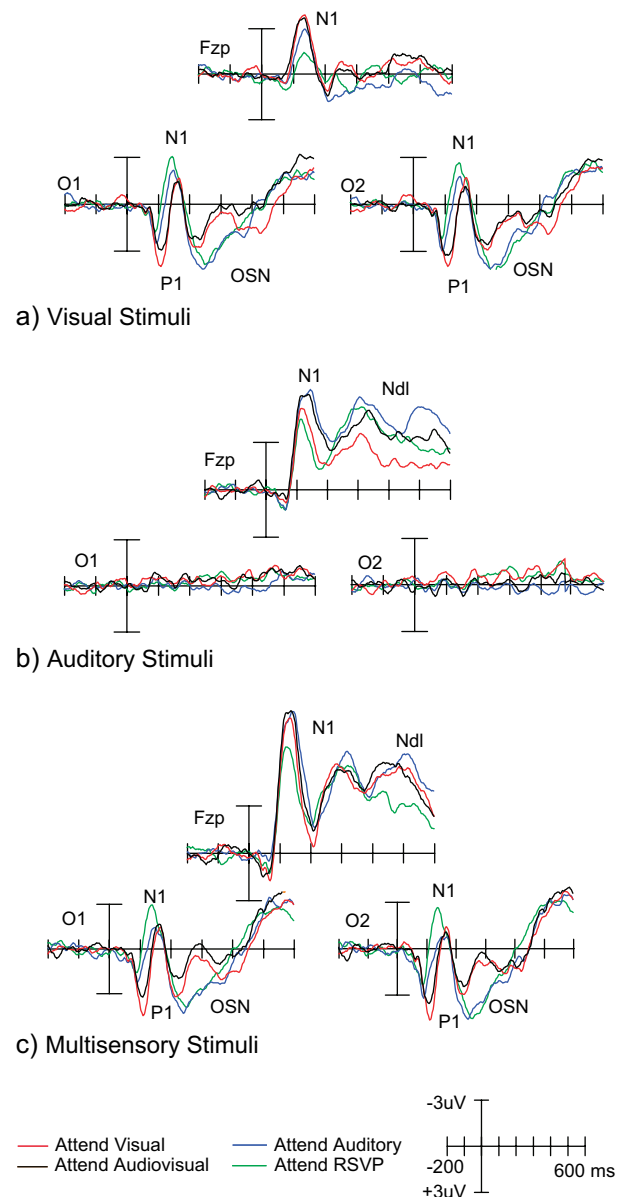 N1
Fzp
N1
N1
O1
O2
P1
OSN
P1
OSN
a) Visual Stimuli
N1
Ndl
Fzp
O1
O2
b) Auditory Stimuli
N1
Ndl
Fzp
N1
N1
O1
O2
P1
OSN
P1
OSN
c) Multisensory Stimuli
-3uV
Attend Visual
Attend Auditory
Attend Audiovisual
Attend RSVP
-200
600 ms
+3uV